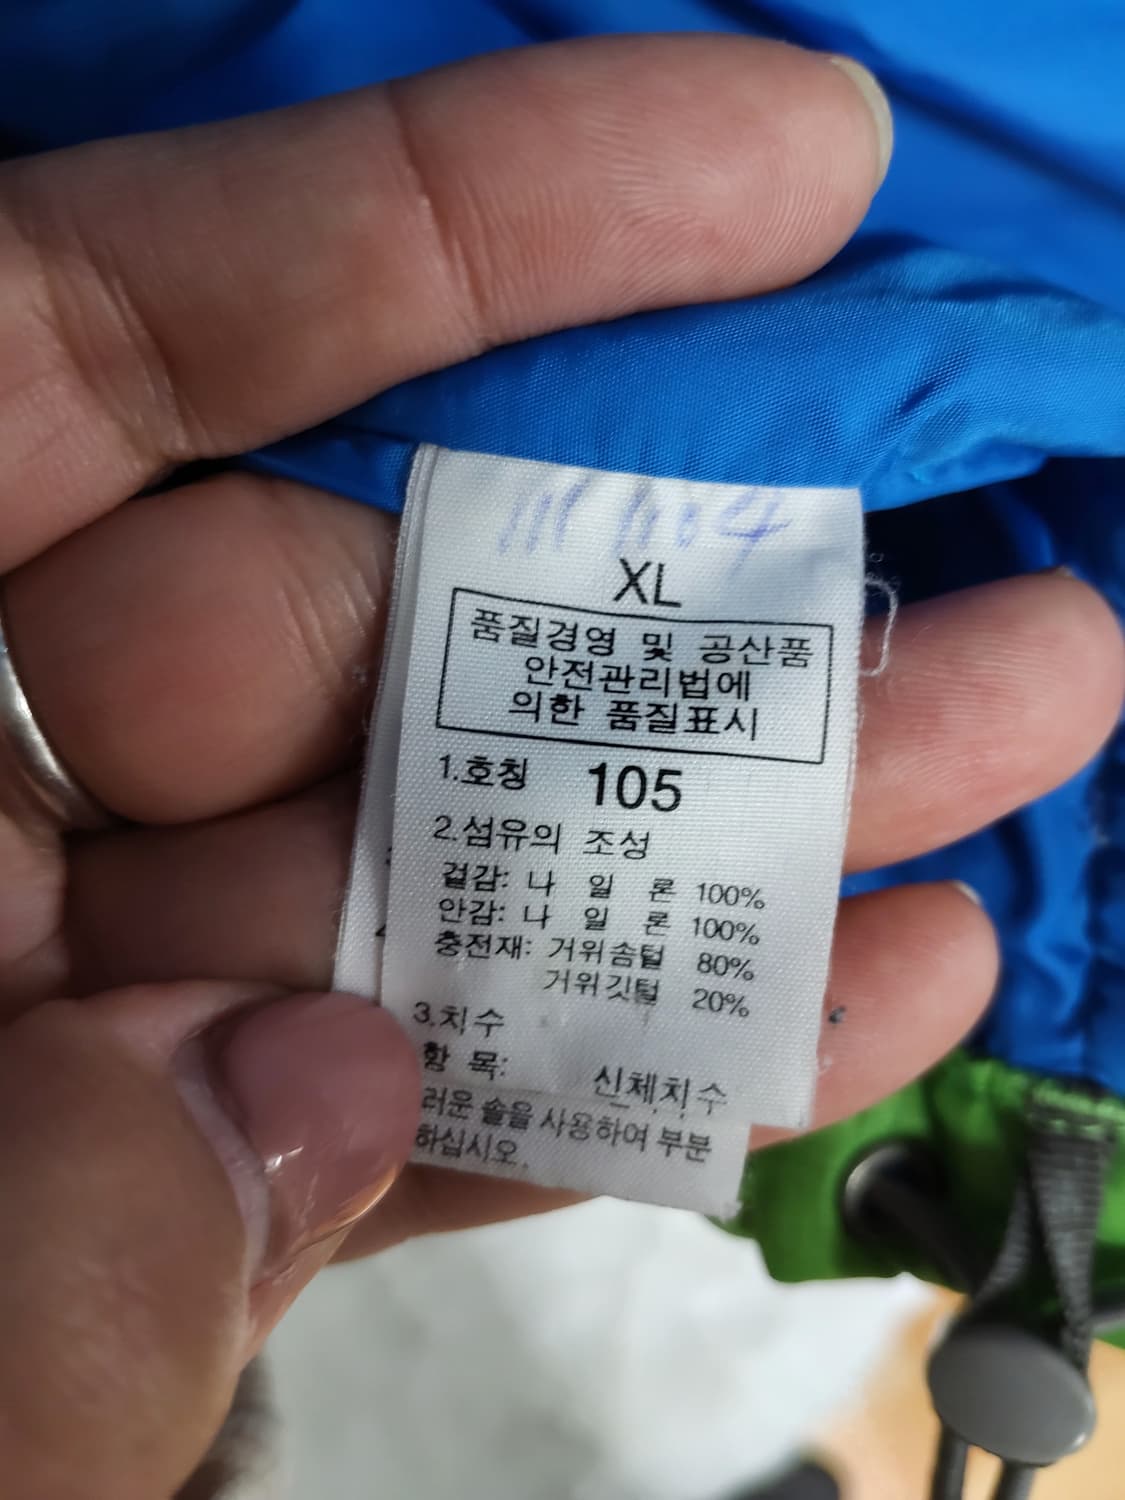 XL
품질경영 및 공산품
안전관리법에
의한 품질표시
1.호칭 105
2.섬유의 조성
겉감: 나 일 론 100%
안감: 나 일 론 100%
충전재: 거위솜털 80%
거위깃털 20%
3.치수
항 목: 신체치수
러운 솔을 사용하여 부분
하십시오.